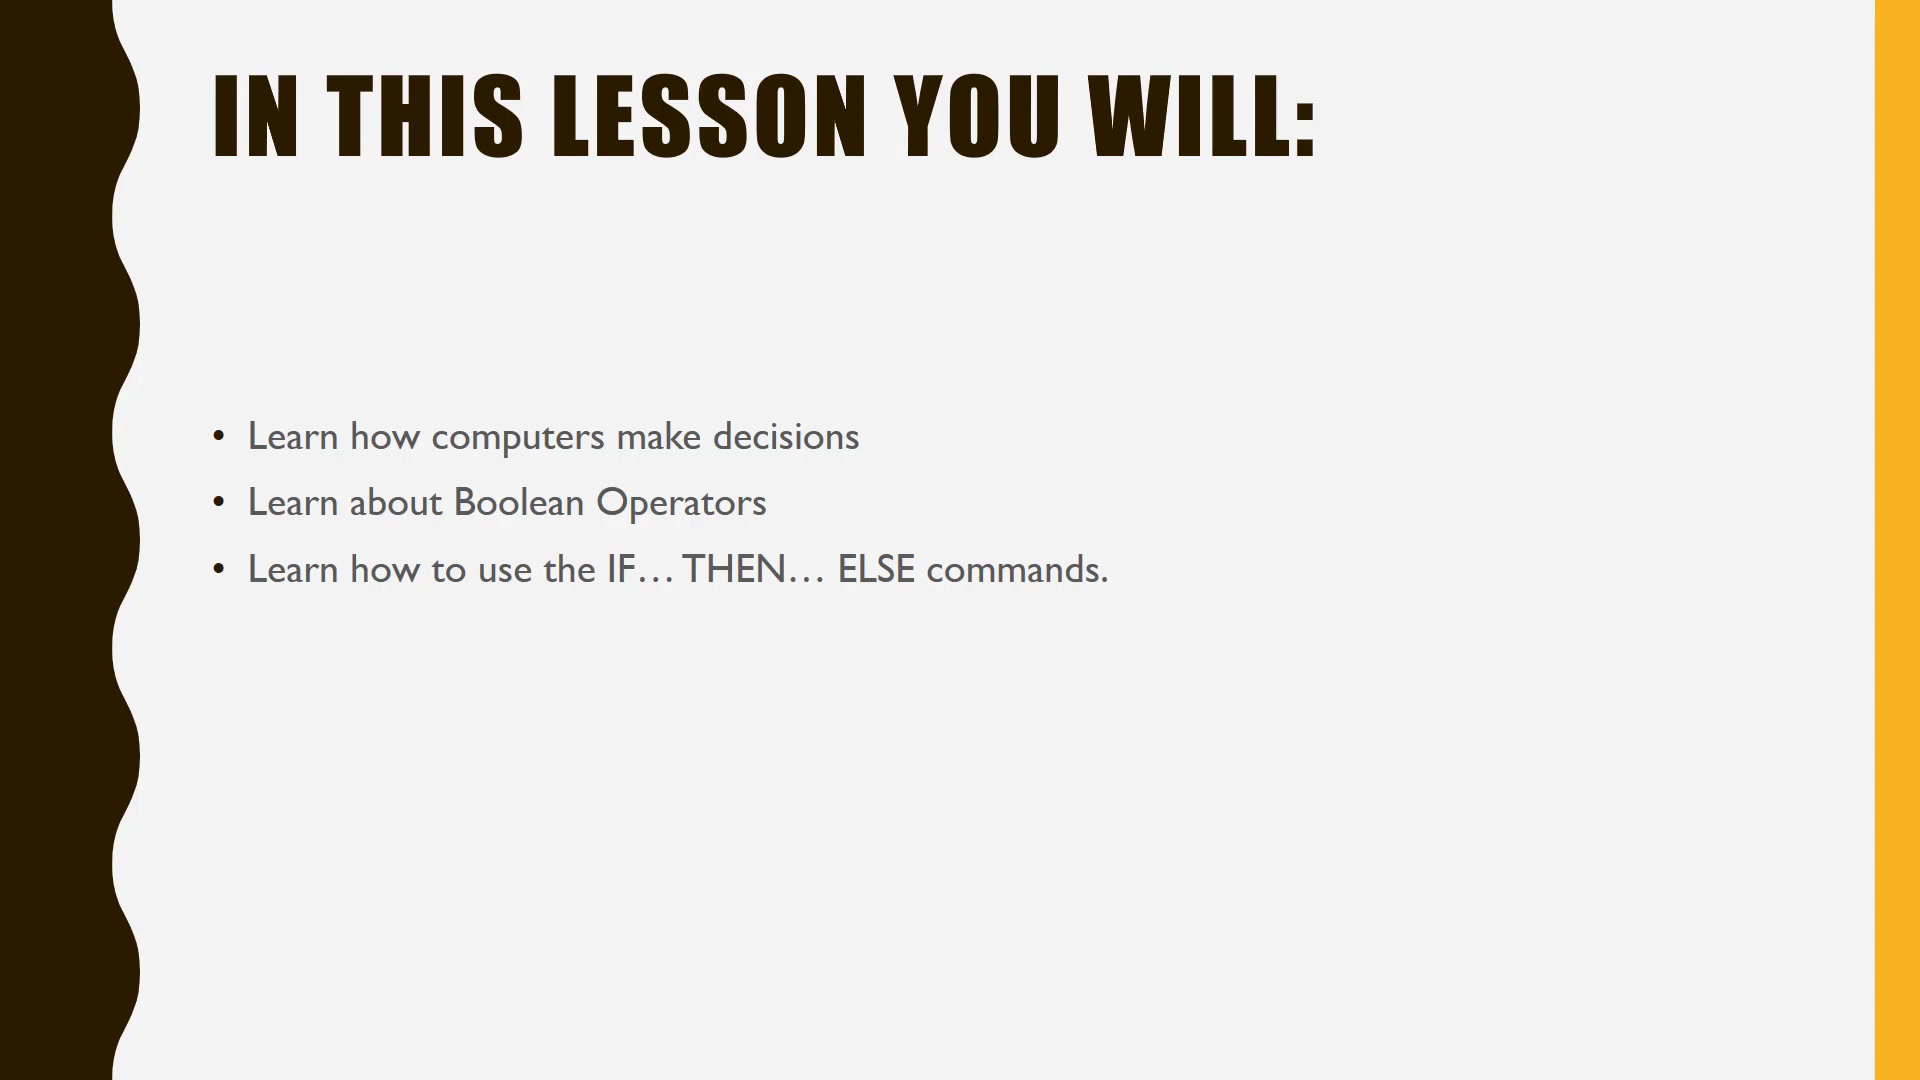 IN THIS LESSON YOU WILL:
• Learn how computers make decisions
• Learn about Boolean Operators
• Learn how to use the IF… THEN… ELSE commands.